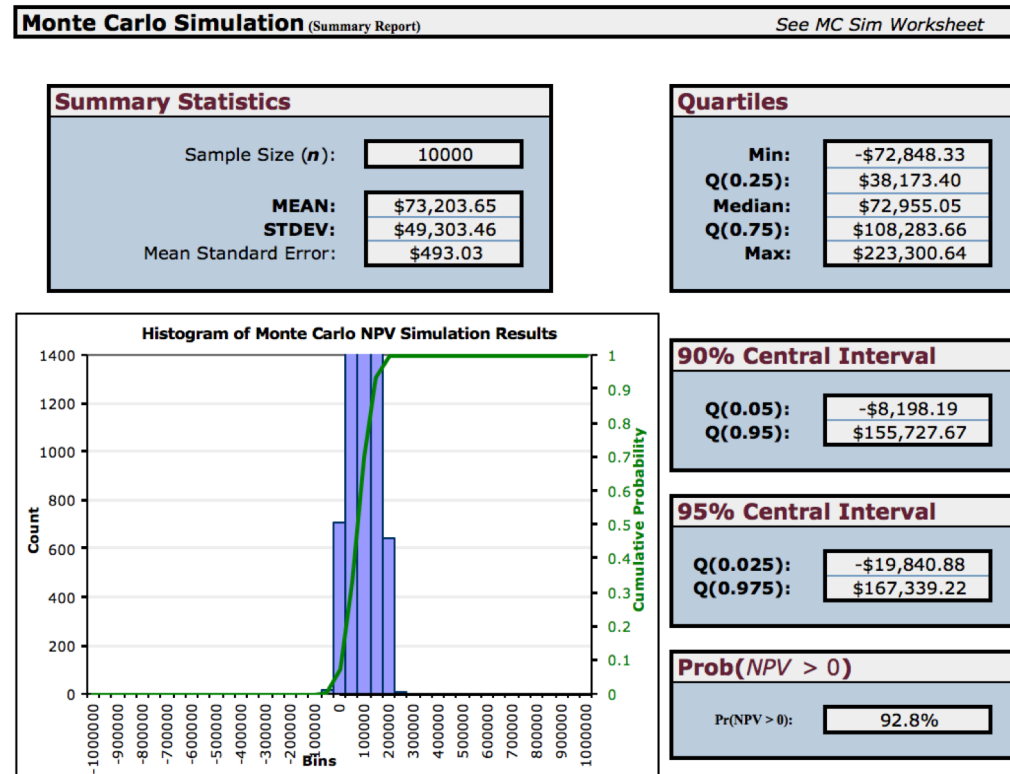 Monte Carlo Simulation (Summary Report) See MC Sim Worksheet
Summary Statistics
Sample Size (n): 10000
MEAN: $73,203.65
STDEV: $49,303.46
Mean Standard Error: $493.03
Quartiles
Min: -$72,848.33
Q(0.25): $38,173.40
Median: $72,955.05
Q(0.75): $108,283.66
Max: $223,300.64
Histogram of Monte Carlo NPV Simulation Results
Count
1400
1200
1000
800
600
400
200
0
1
0.9
0.8
0.7
0.6
0.5
0.4
0.3
0.2
0.1
0
Cumulative Probability
-1000000
-900000
-800000
-700000
-600000
-500000
-400000
-300000
-200000
-100000
0
100000
200000
300000
400000
500000
600000
700000
800000
900000
1000000
Bins
90% Central Interval
Q(0.05): -$8,198.19
Q(0.95): $155,727.67
95% Central Interval
Q(0.025): -$19,840.88
Q(0.975): $167,339.22
Prob(NPV > 0)
Pr(NPV > 0): 92.8%